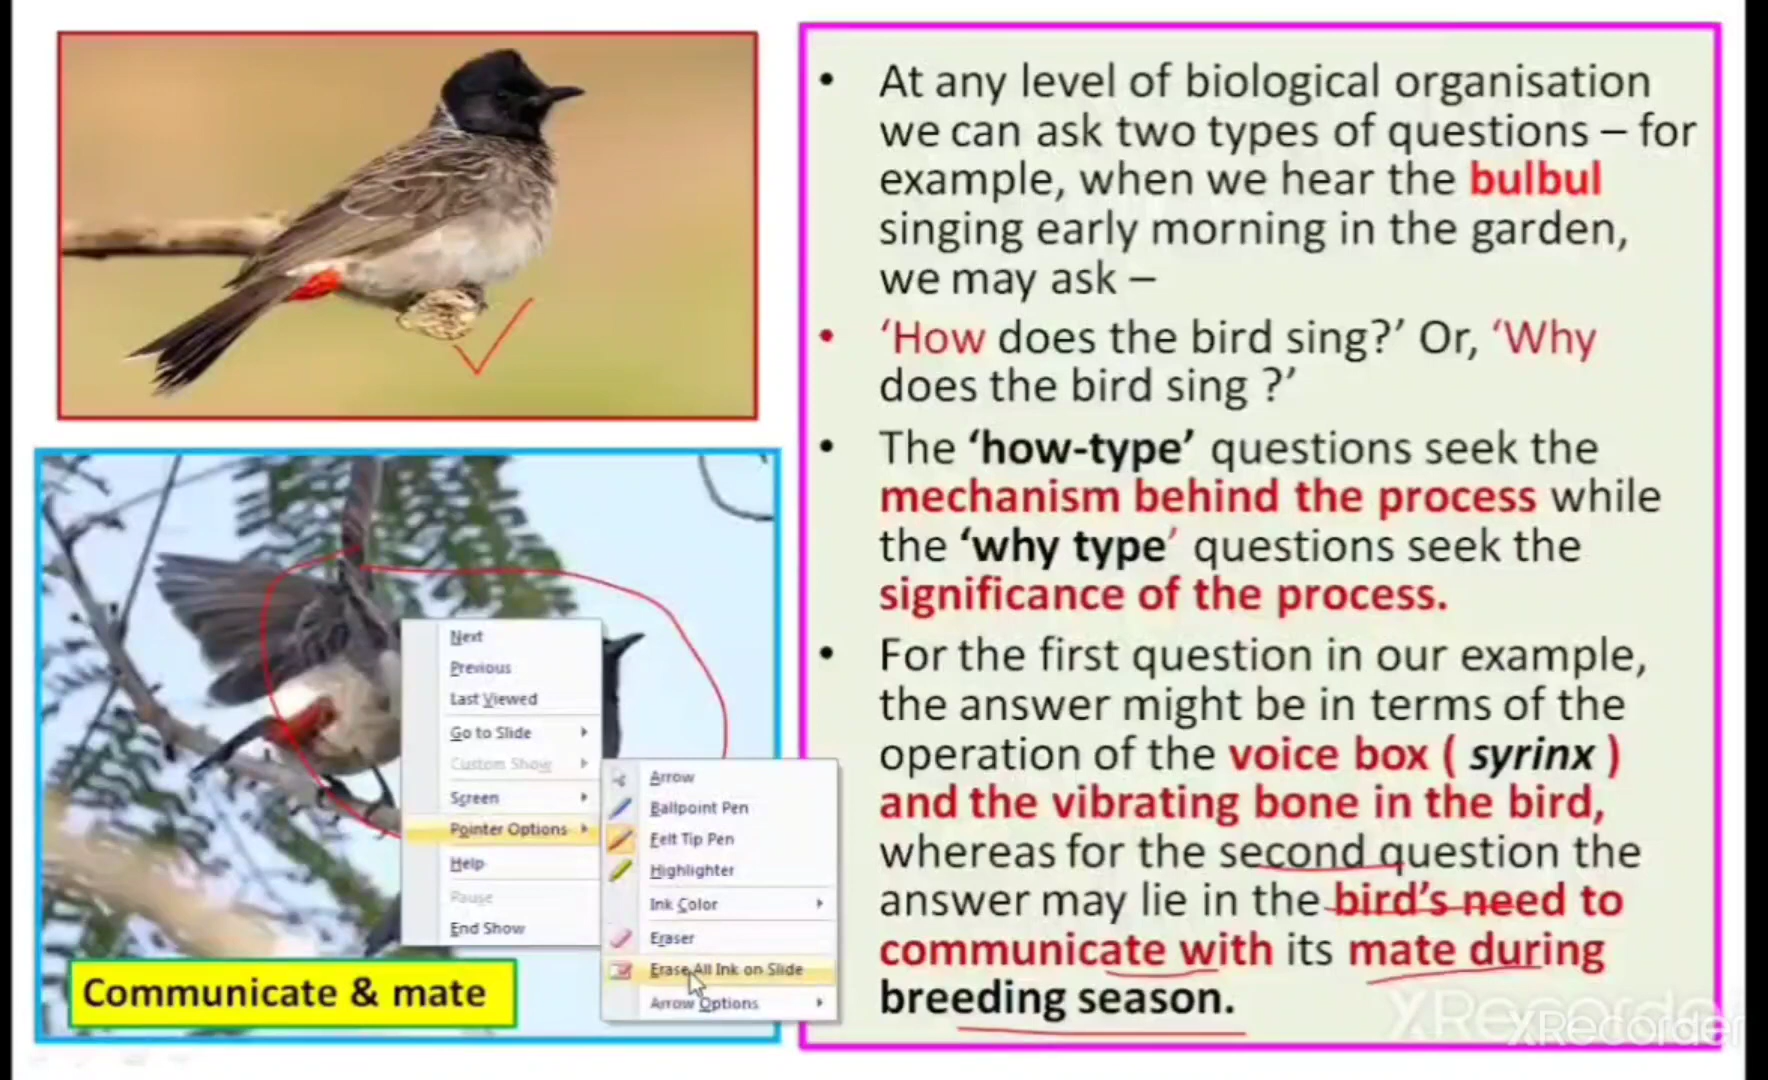 • At any level of biological organisation
we can ask two types of questions – for
example, when we hear the bulbul
singing early morning in the garden,
we may ask –
• ‘How does the bird sing?’ Or, ‘Why
does the bird sing ?’
• The ‘how-type’ questions seek the
mechanism behind the process while
the ‘why type’ questions seek the
significance of the process.
• For the first question in our example,
the answer might be in terms of the
operation of the voice box ( syrinx )
and the vibrating bone in the bird,
whereas for the second question the
answer may lie in the bird’s need to
communicate with its mate during
breeding season.
Communicate & mate
Next
Previous
Last Viewed
Go to Slide
Custom Show
Screen
Pointer Options
Help
Pause
End Show
Arrow
Ballpoint Pen
Felt Tip Pen
Highlighter
Ink Color
Eraser
Erase All Ink on Slide
Arrow Options
XRecorder
XRecorder